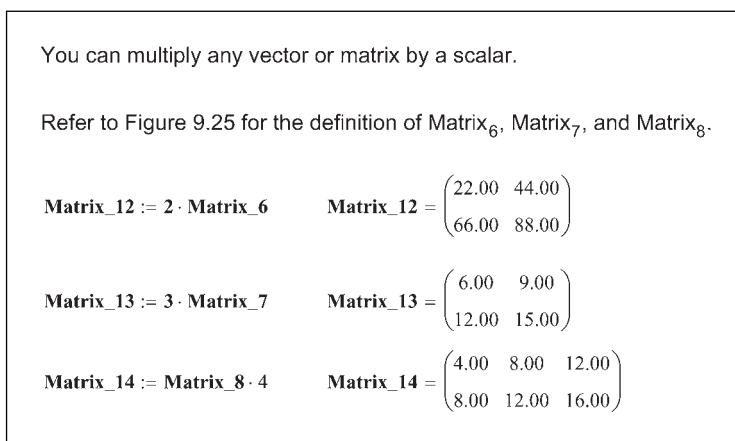 You can multiply any vector or matrix by a scalar.
Refer to Figure 9.25 for the definition of Matrix₆, Matrix₇, and Matrix₈.
Matrix_12 := 2 · Matrix_6 Matrix_12 = (22.00 44.00
66.00 88.00)
Matrix_13 := 3 · Matrix_7 Matrix_13 = (6.00 9.00
12.00 15.00)
Matrix_14 := Matrix_8 · 4 Matrix_14 = (4.00 8.00 12.00
8.00 12.00 16.00)